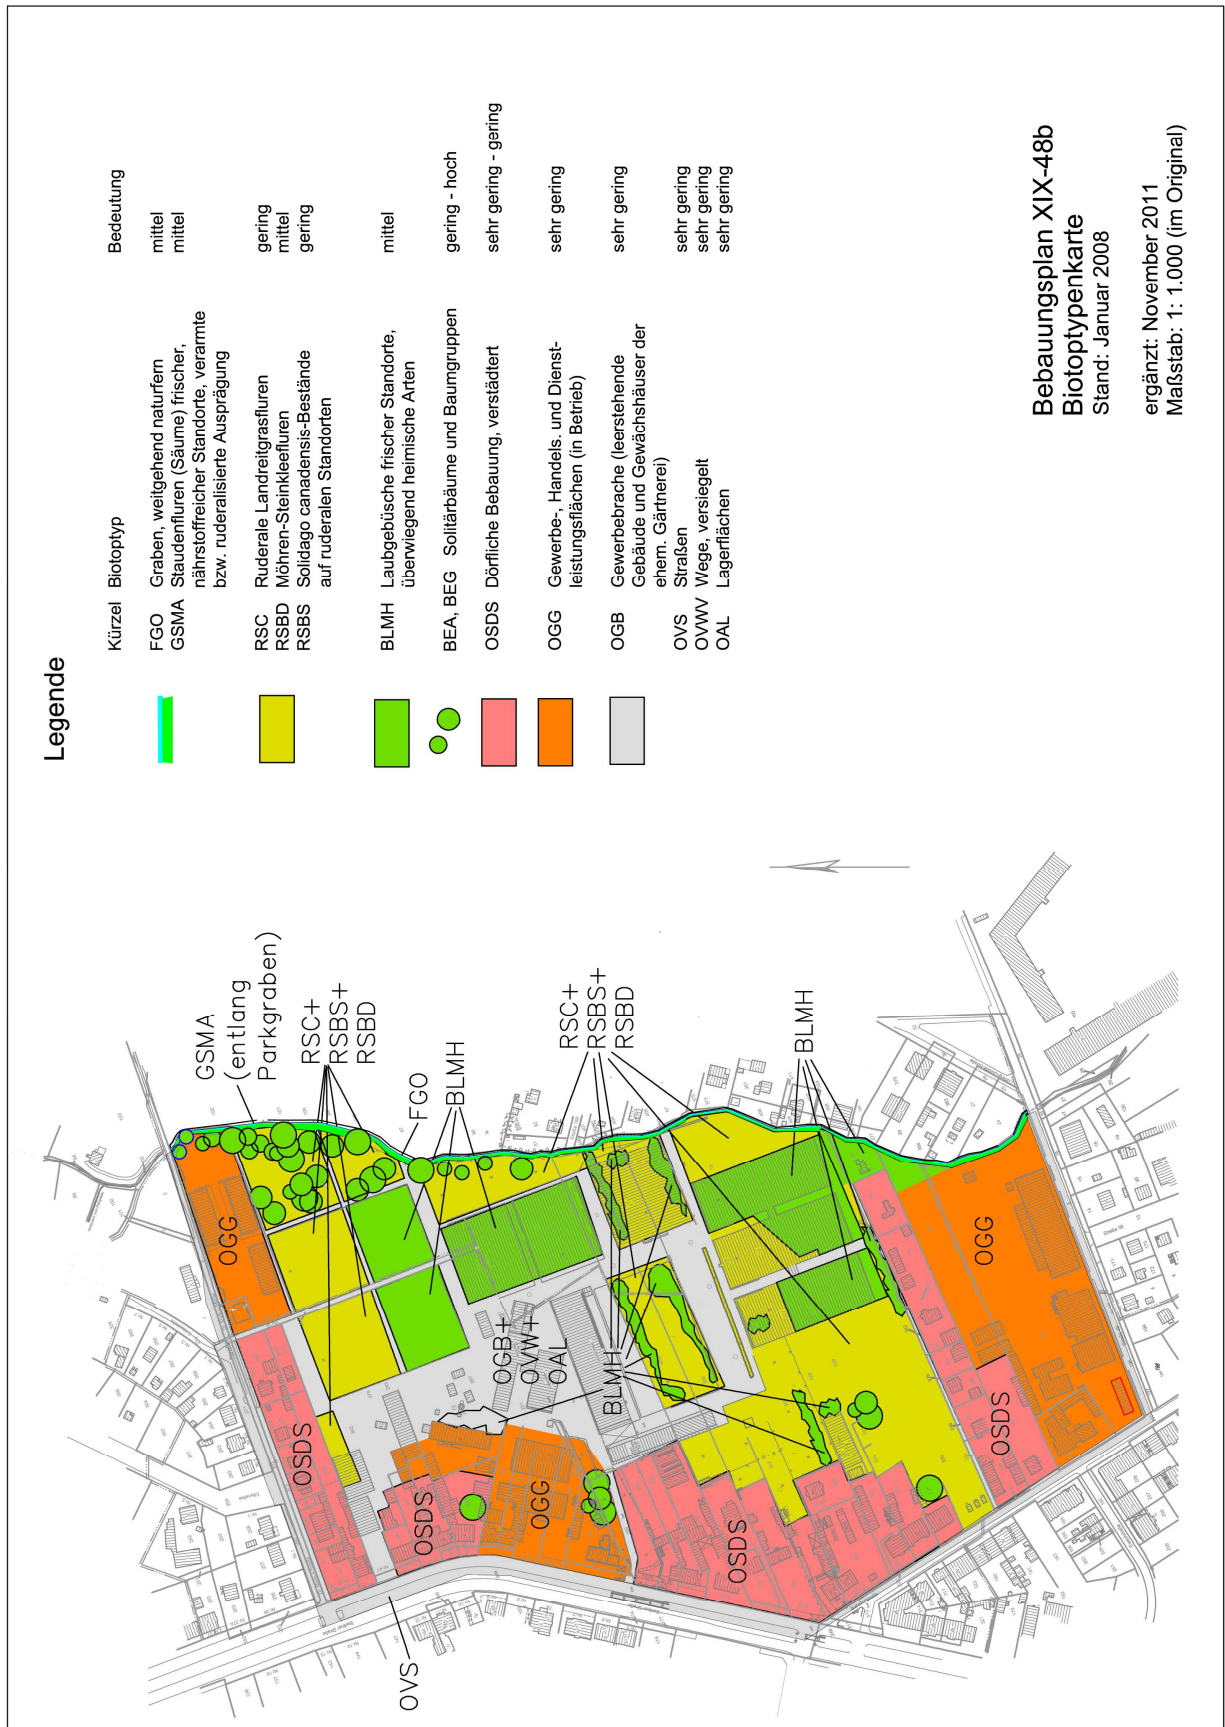 Legende
Kürzel Biotoptyp Bedeutung
FGO Graben, weitgehend naturfern mittel
GSMA Staudenfluren (Säume) frischer, mittel
nährstoffreicher Standorte, verarmte
bzw. ruderalisierte Ausprägung
RSC Ruderale Landreitgrasfluren gering
RSBD Möhren-Steinkleefluren mittel
RSBS Solidago canadensis-Bestände gering
auf ruderalen Standorten
BLMH Laubgebüsche frischer Standorte, mittel
überwiegend heimische Arten
BEA, BEG Solitärbäume und Baumgruppen gering - hoch
OSDS Dörfliche Bebauung, verstädtert sehr gering - gering
OGG Gewerbe-, Handels. und Dienst- sehr gering
leistungsflächen (in Betrieb)
OGB Gewerbebrache (leerstehende sehr gering
Gebäude und Gewächshäuser der
ehem. Gärtnerei)
OVS Straßen sehr gering
OVWV Wege, versiegelt sehr gering
OAL Lagerflächen sehr gering
Bebauungsplan XIX-48b
Biotoptypenkarte
Stand: Januar 2008
ergänzt: November 2011
Maßstab: 1: 1.000 (im Original)
GSMA
(entlang
Parkgraben)
RSC+
RSBS+
RSBD
FGO
BLMH
RSC+
RSBS+
RSBD
BLMH
OGG
OSDS
OGB+
OVW+
OAL
BLMH
OSDS
OGG
OSDS
OGG
OSDS
OVS